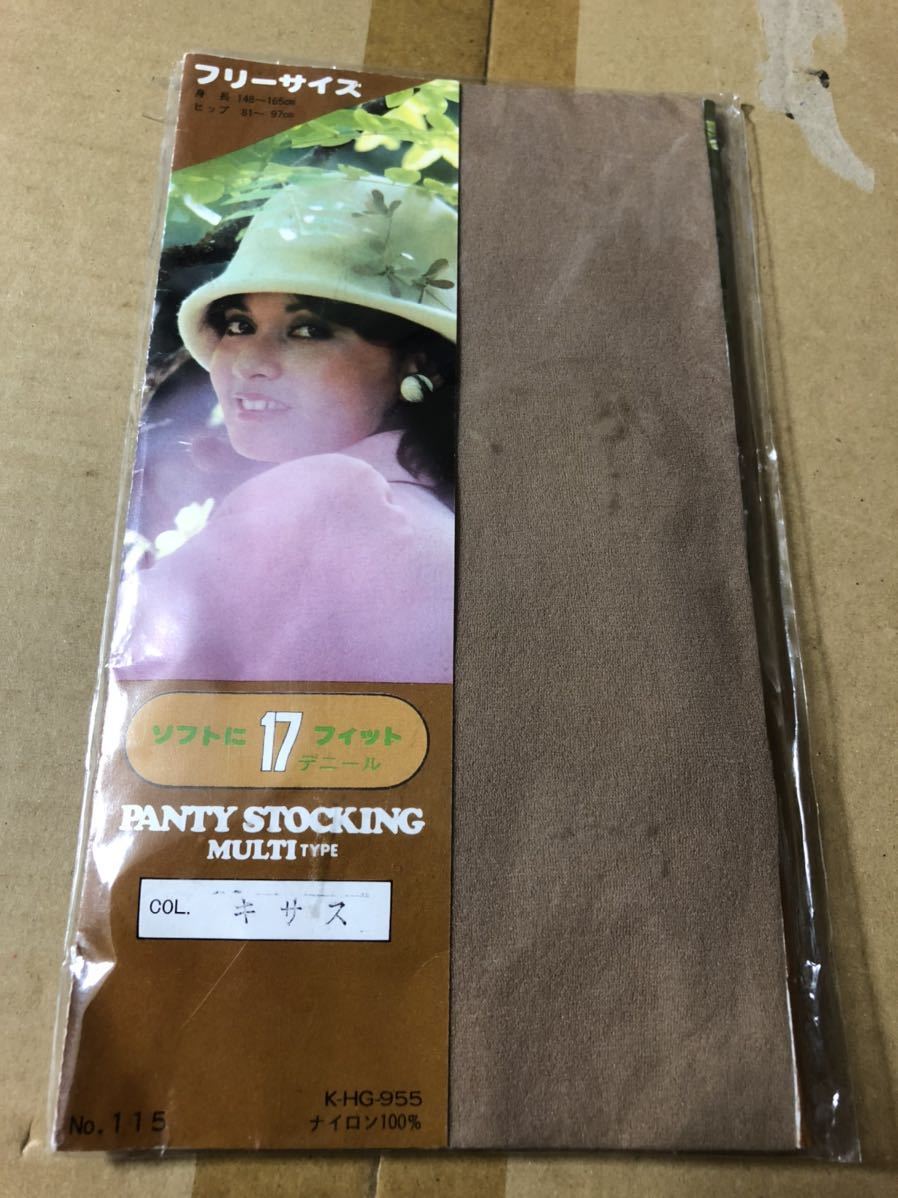 フリーサイズ
身長 148～165cm
ヒップ 81～97cm
ソフトに 17 フィット
デニール
PANTY STOCKING
MULTI TYPE
COL. キサス
K-HG-955
No.115 ナイロン100%